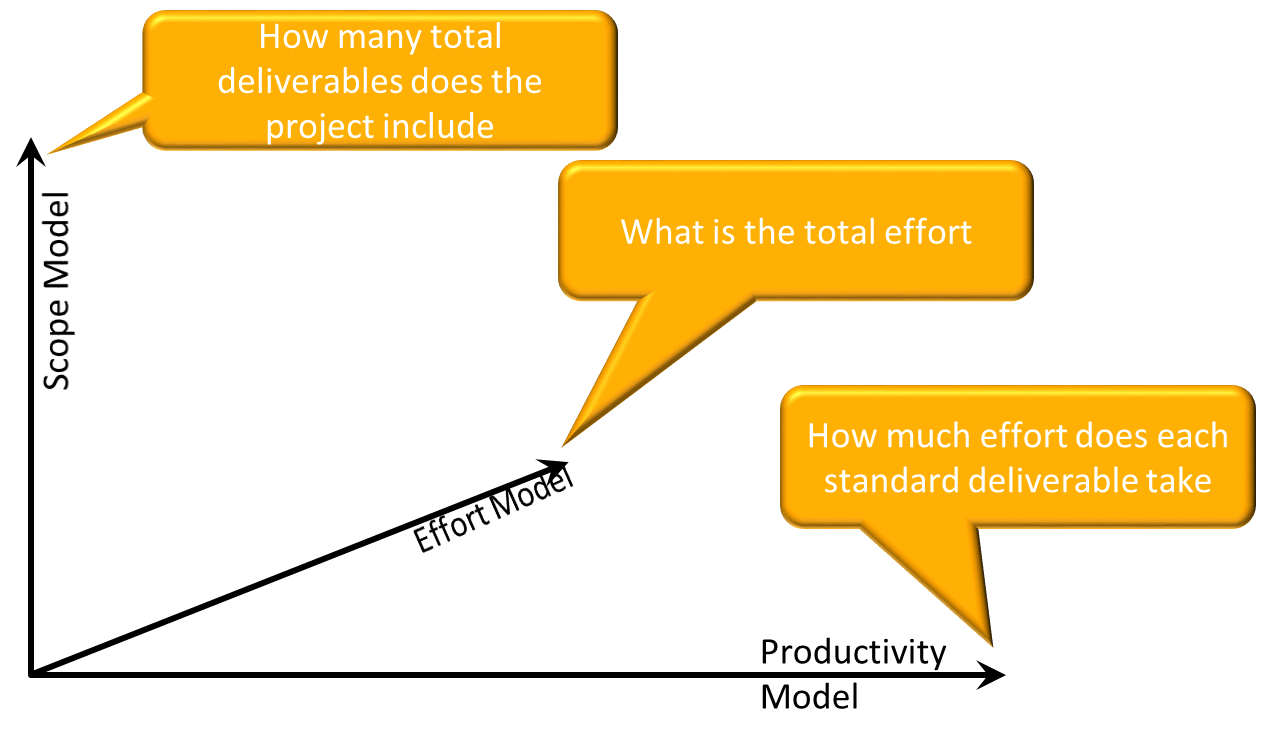 How many total
deliverables does the
project include
Scope Model
What is the total effort
How much effort does each
standard deliverable take
Effort Model
Productivity
Model